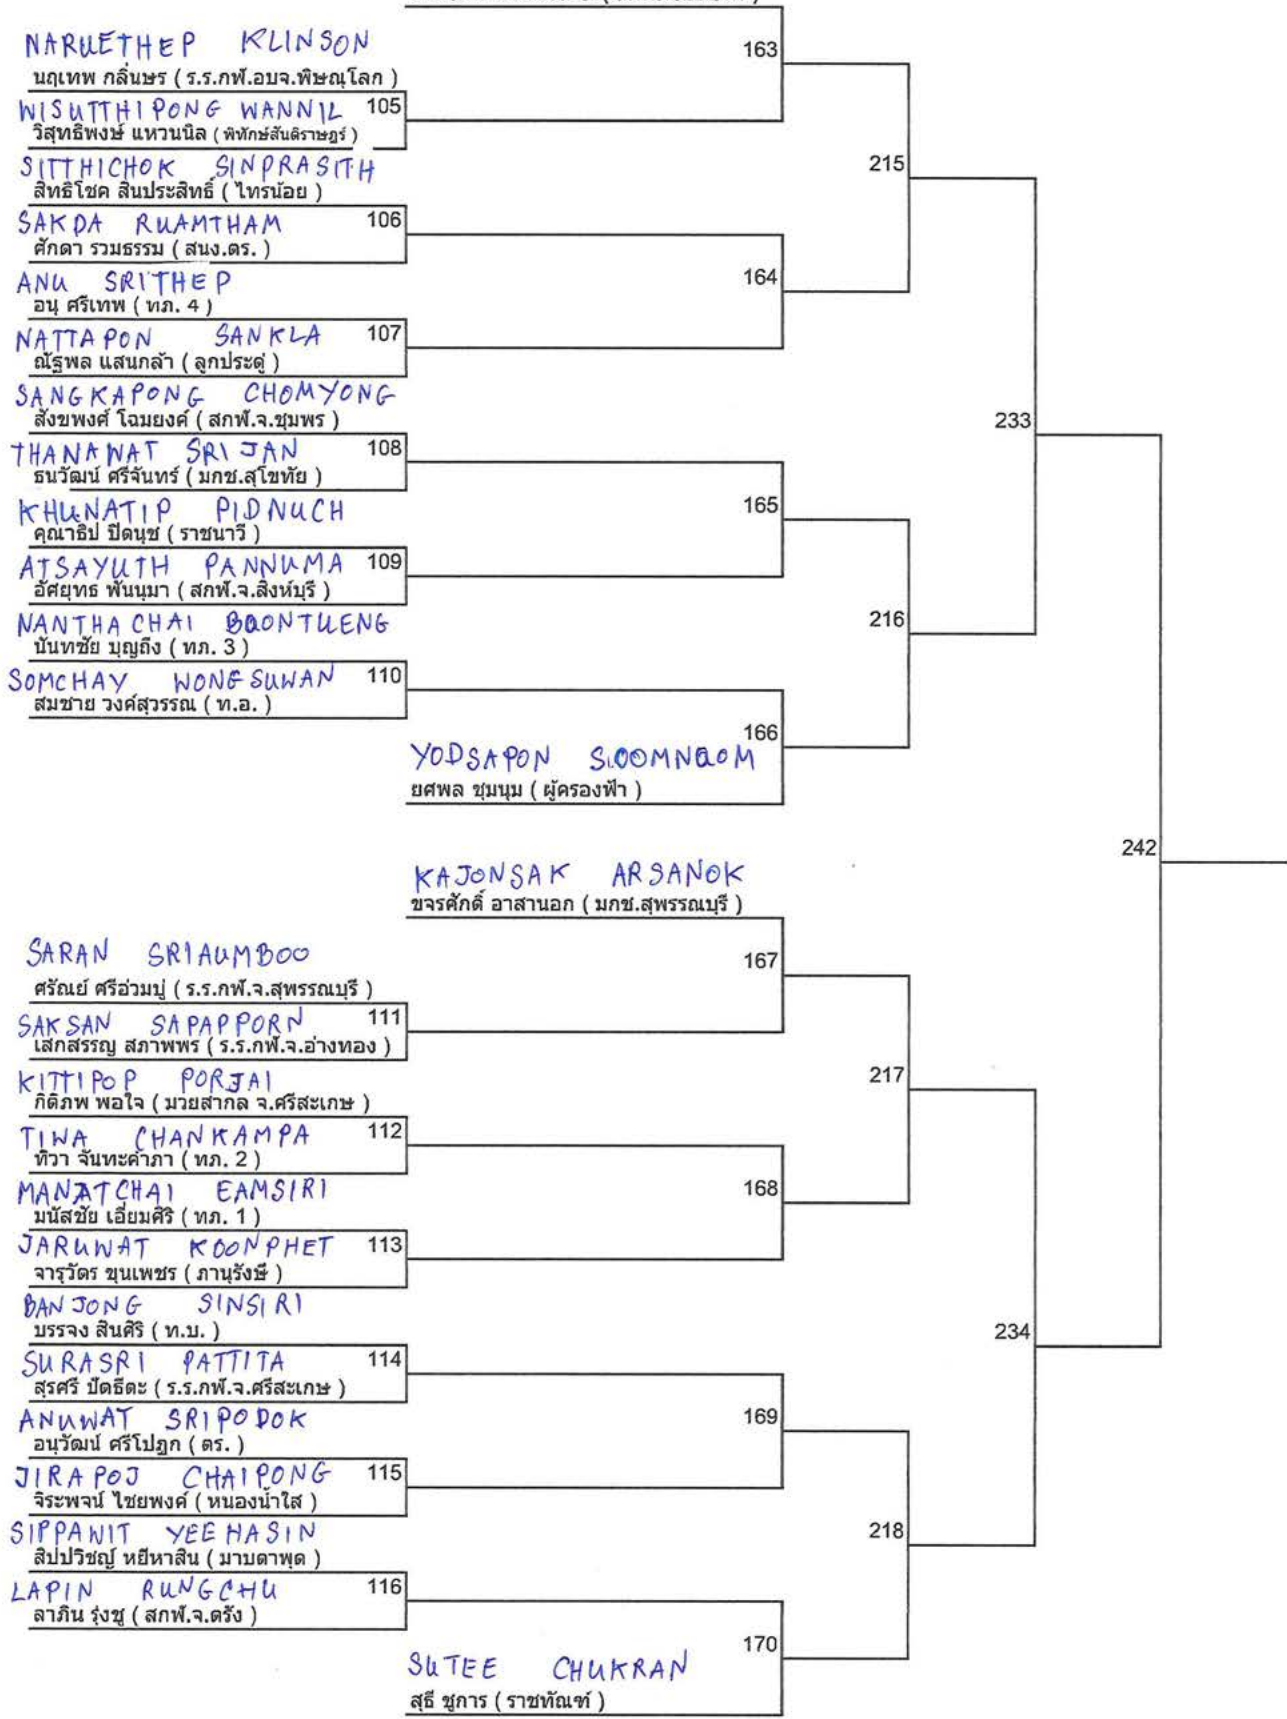 163
NARUETHEP KLINSON
นฤเทพ กลิ่นษร ( ร.ร.กฬ.อบจ.พิษณุโลก )
WISUTTHIPONG WANNIL 105
วิสุทธิพงษ์ แหวนนิล ( พิทักษ์สันติราษฎร์ )
215
SITTHICHOK SINPRASITH
สิทธิโชค สินประสิทธิ์ ( ไทรน้อย )
SAKDA RUAMTHAM 106
ศักดา รวมธรรม ( สนง.ตร. )
164
ANU SRITHEP
อนุ ศรีเทพ ( ทภ. 4 )
NATTAPON SANKLA 107
ณัฐพล แสนกล้า ( ลูกประดู่ )
SANGKAPONG CHOMYONG
สังขพงศ์ โฉมยงค์ ( สกฬ.จ.ชุมพร )
233
THANAWAT SRIJAN 108
ธนวัฒน์ ศรีจันทร์ ( มกช.สุโขทัย )
165
KHUNATIP PIDNUCH
คุณาธิป ปิดนุช ( ราชนาวี )
ATSAYUTH PANNUMA 109
อัศยุทธ พันนุมา ( สกฬ.จ.สิงห์บุรี )
216
NANTHACHAI BOONTUENG
นันทชัย บุญถึง ( ทภ. 3 )
SOMCHAY WONGSUWAN 110
สมชาย วงค์สุวรรณ ( ท.อ. )
166
YODSAPON SOOMNOOM
ยศพล ชุมนุม ( ผู้ครองฟ้า )
242
KAJONSAK ARSANOK
ขจรศักดิ์ อาสานอก ( มกช.สุพรรณบุรี )
167
SARAN SRIAUMBOO
ศรัณย์ ศรีอ่วมบู่ ( ร.ร.กฬ.จ.สุพรรณบุรี )
SAKSAN SAPAPPORN 111
เสกสรรญ สภาพพร ( ร.ร.กฬ.จ.อ่างทอง )
217
KITTIPOP PORJAI
กิติภพ พอใจ ( มวยสากล จ.ศรีสะเกษ )
TIWA CHANKAMPA 112
ทิวา จันทะคำภา ( ทภ. 2 )
168
MANATCHAI EAMSIRI
มนัสชัย เอี่ยมศิริ ( ทภ. 1 )
JARUWAT KOONPHET 113
จารุวัตร ขุนเพชร ( ภานุรังษี )
BANJONG SINSIRI
บรรจง สินศิริ ( ท.บ. )
234
SURASRI PATTITA 114
สุรศรี ปัตธิตะ ( ร.ร.กฬ.จ.ศรีสะเกษ )
169
ANUWAT SRIPODOK
อนุวัฒน์ ศรีโปฎก ( ตร. )
JIRAPOJ CHAIPONG 115
จิระพจน์ ไชยพงค์ ( หนองน้ำใส )
218
SIPPAWIT YEEHASIN
สิปปวิชญ์ หยีหาสิน ( มาบตาพุด )
LAPIN RUNGCHU 116
ลาภิน รุ่งชู ( สกฬ.จ.ตรัง )
170
SUTEE CHUKRAN
สุธี ชูการ ( ราชทัณฑ์ )